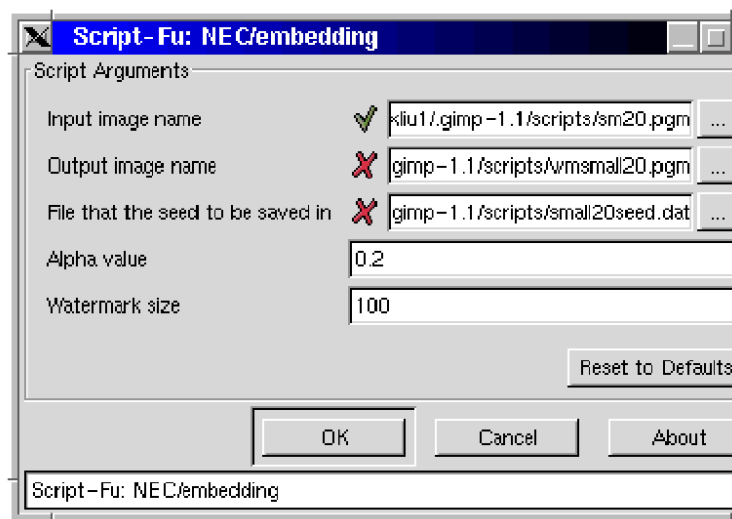 Script-Fu: NEC/embedding
Script Arguments
Input image name
xliu1/.gimp-1.1/scripts/sm20.pgm
...
Output image name
gimp-1.1/scripts/wmsmall20.pgm
...
File that the seed to be saved in
gimp-1.1/scripts/small20seed.dat
...
Alpha value
0.2
Watermark size
100
Reset to Defaults
OK
Cancel
About
Script-Fu: NEC/embedding